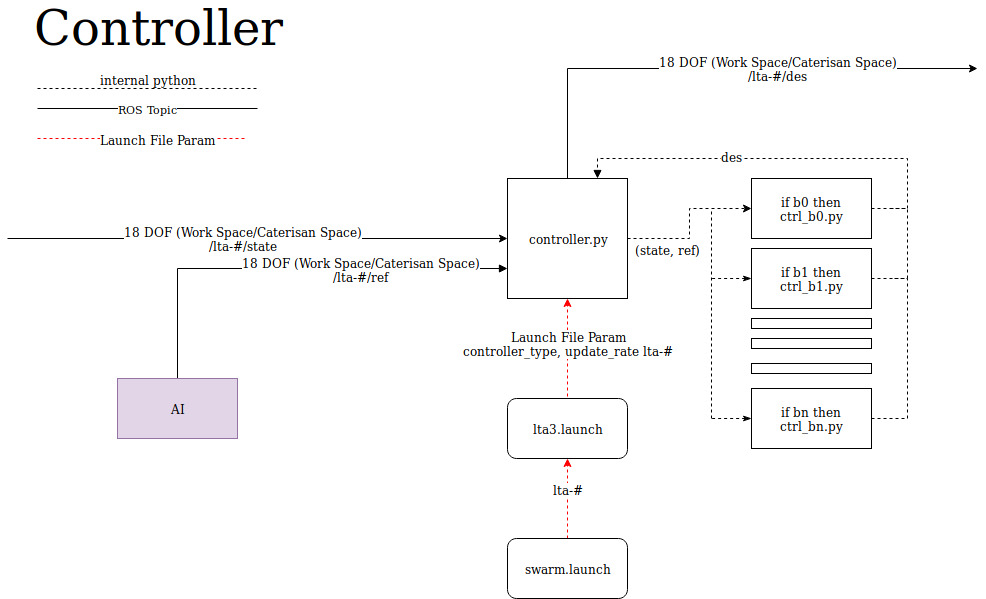 Controller
internal python
ROS Topic
Launch File Param
18 DOF (Work Space/Caterisan Space)
/lta-#/des
des
if b0 then
ctrl_b0.py
18 DOF (Work Space/Caterisan Space)
/lta-#/state
controller.py
(state, ref)
18 DOF (Work Space/Caterisan Space)
/lta-#/ref
if b1 then
ctrl_b1.py
Launch File Param
controller_type, update_rate lta-#
AI
lta3.launch
if bn then
ctrl_bn.py
lta-#
swarm.launch